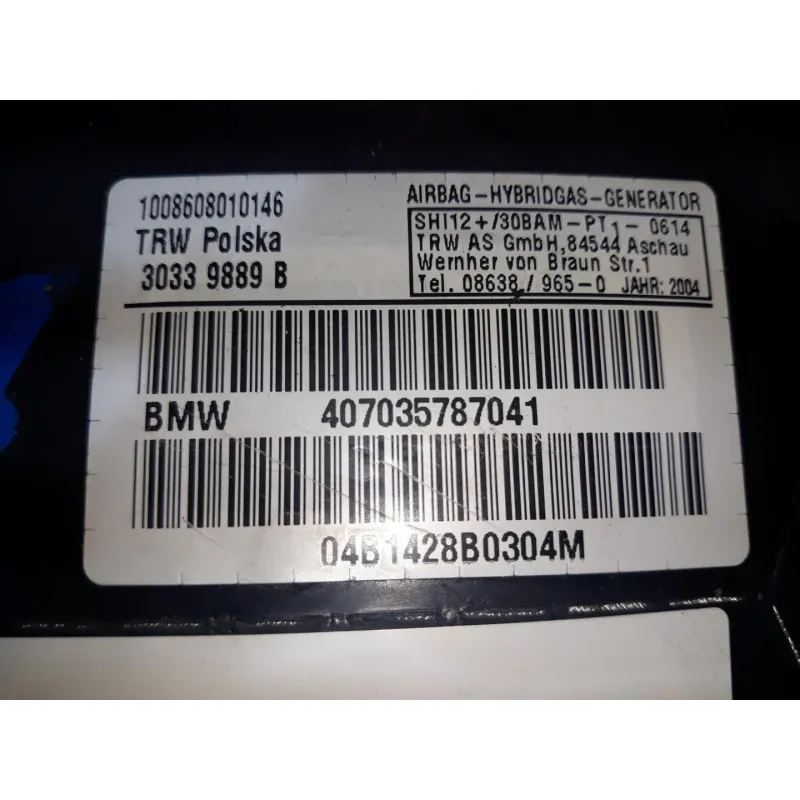 1008608010146
TRW Polska
3033 9889 B
AIRBAG-HYBRIDGAS-GENERATOR
SHI12+/30BAM-PT1-0614
TRW AS GmbH,84544 Aschau
Wernher von Braun Str.1
Tel. 08638/965-0 JAHR: 2004
BMW 407035787041
04B1428B0304M